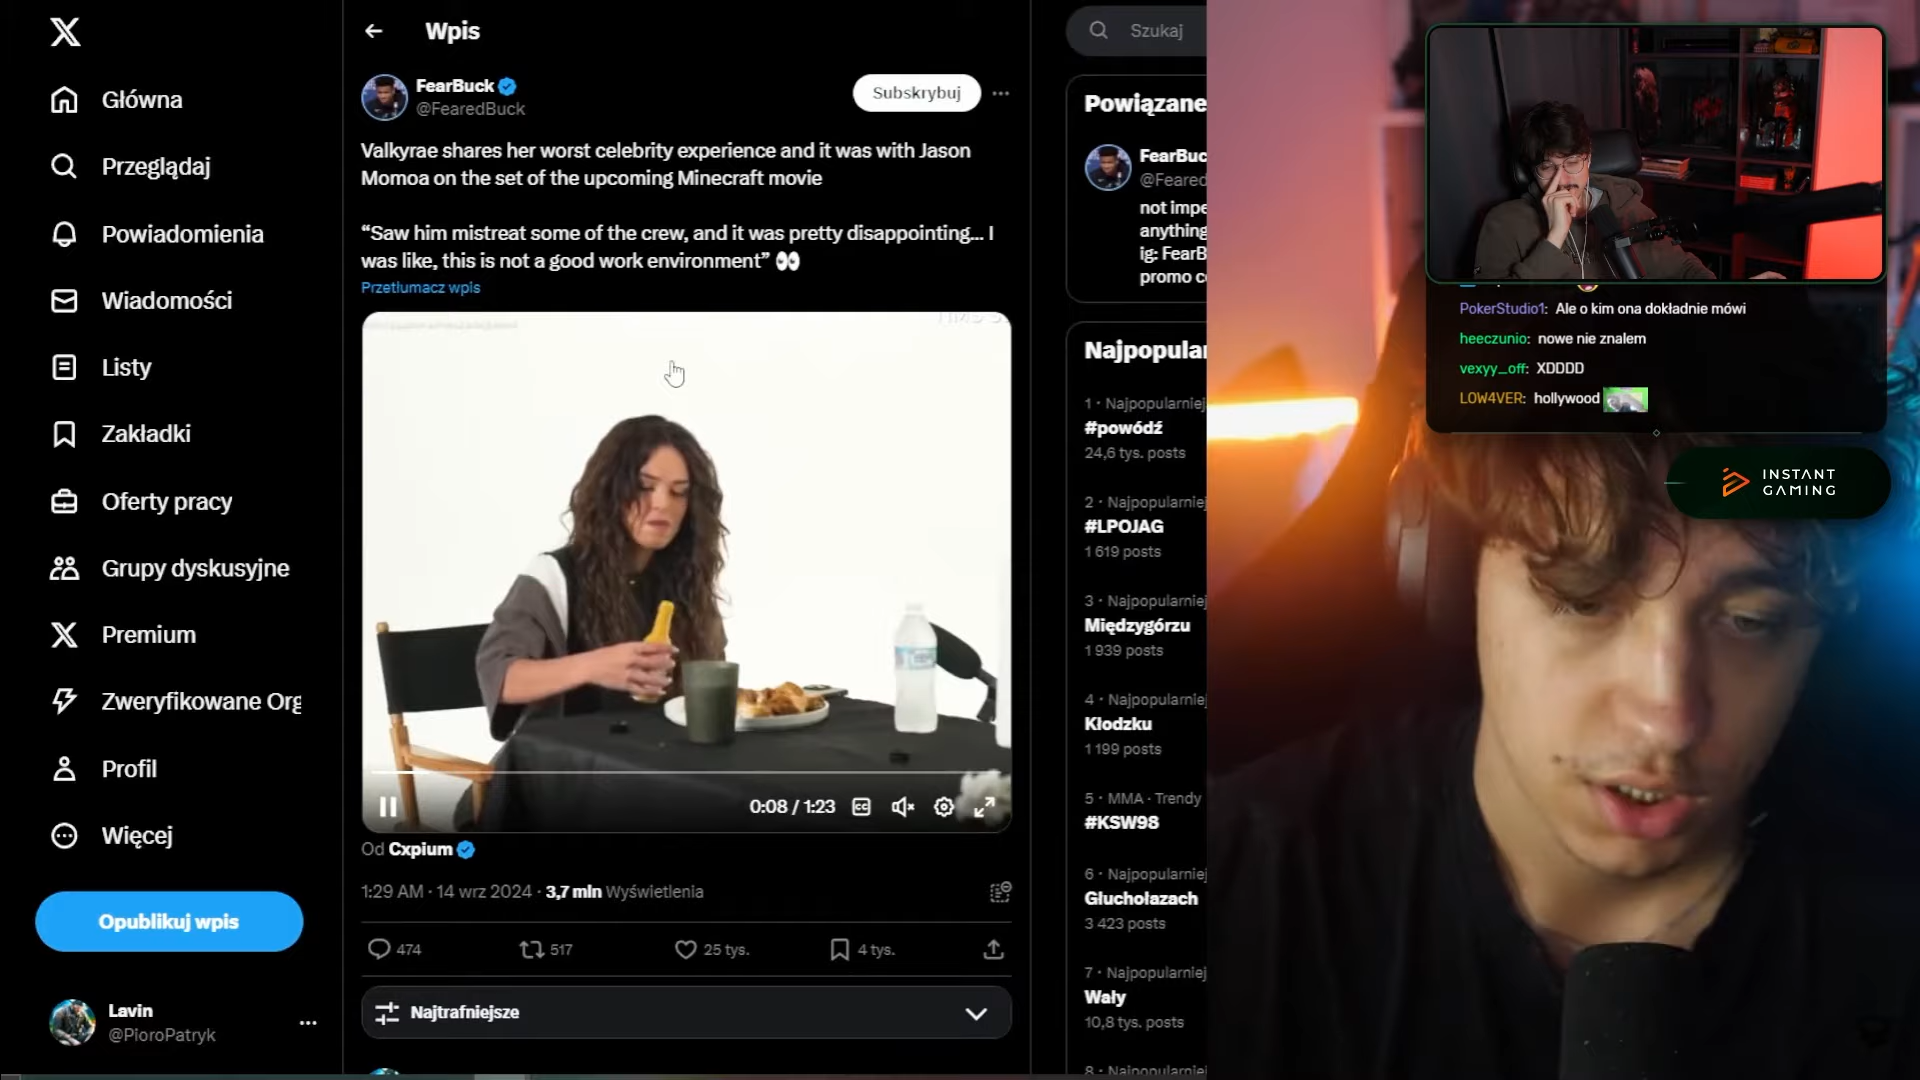 Główna
Przeglądaj
Powiadomienia
Wiadomości
Listy
Zakładki
Oferty pracy
Grupy dyskusyjne
Premium
Zweryfikowane Org
Profil
Więcej
Opublikuj wpis
Lavin
@PioroPatryk
Wpis
FearBuck
@FearedBuck
Subskrybuj
Valkyrae shares her worst celebrity experience and it was with Jason
Momoa on the set of the upcoming Minecraft movie
“Saw him mistreat some of the crew, and it was pretty disappointing... I
was like, this is not a good work environment” 👀
Przetłumacz wpis
0:08 / 1:23
Od Cxpium
1:29 AM · 14 wrz 2024 · 3,7 mln Wyświetlenia
474
517
25 tys.
4 tys.
Najtrafniejsze
Szukaj
Powiązane
FearBuc
@Feared
not impe
anything
ig: FearB
promo c
Najpopular
1 · Najpopularniej
#powódź
24,6 tys. posts
2 · Najpopularniej
#LPOJAG
1 619 posts
3 · Najpopularniej
Międzygórzu
1 939 posts
4 · Najpopularniej
Kłodzku
1 199 posts
5 · MMA · Trendy
#KSW98
6 · Najpopularniej
Głuchołazach
3 423 posts
7 · Najpopularniej
Wały
10,8 tys. posts
8 · Najpopularniej
PokerStudio1: Ale o kim ona dokładnie mówi
heeczunio: nowe nie znalem
vexyy_off: XDDDD
LOW4VER: hollywood
INSTANT
GAMING